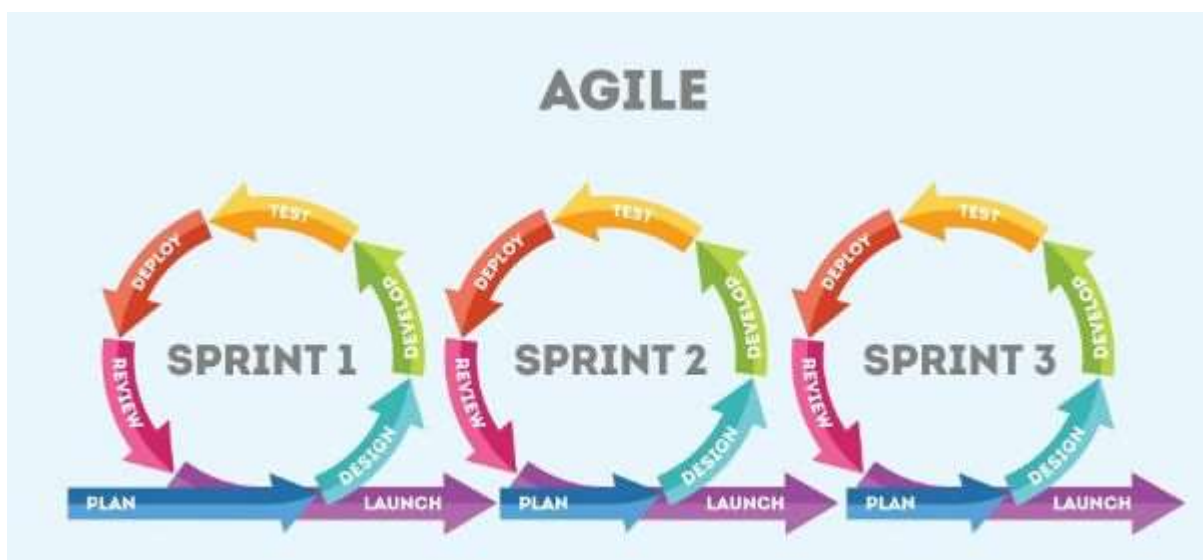 AGILE
TEST
TEST
TEST
DEPLOY
DEVELOP
DEPLOY
DEVELOP
DEPLOY
DEVELOP
SPRINT 1
SPRINT 2
SPRINT 3
REVIEW
DESIGN
REVIEW
DESIGN
REVIEW
DESIGN
PLAN
LAUNCH
PLAN
LAUNCH
PLAN
LAUNCH